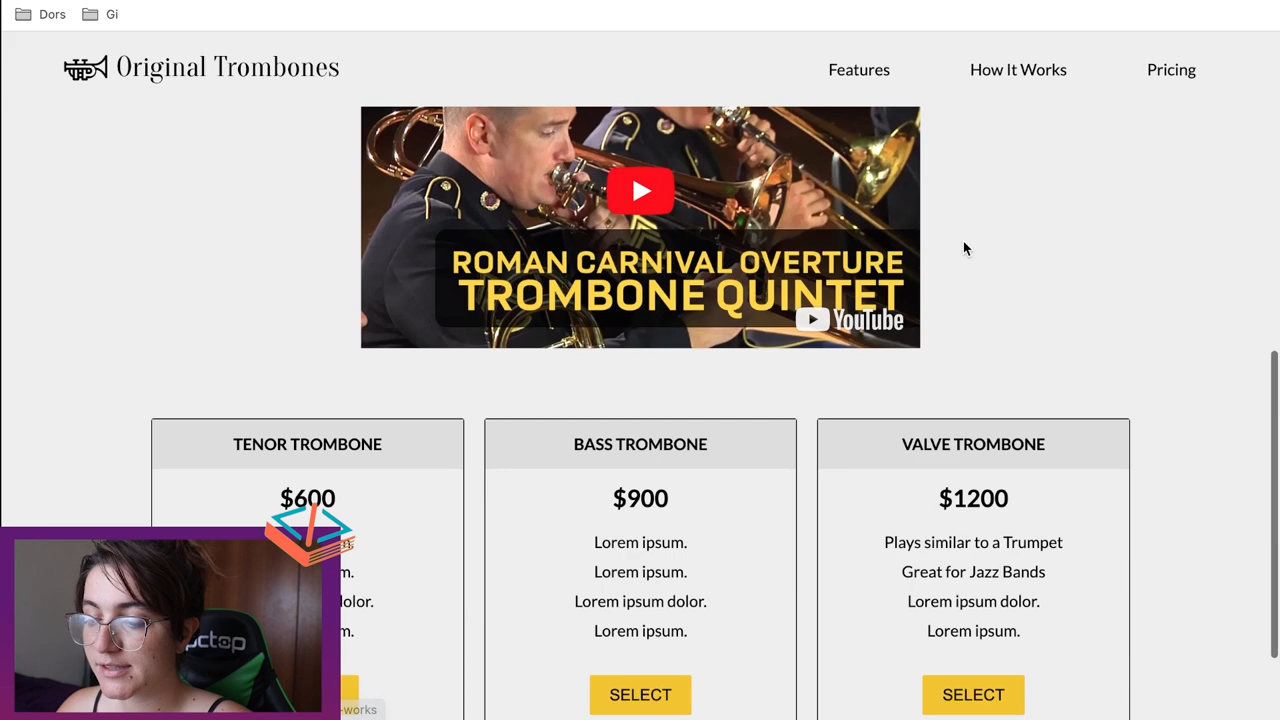 Dors Gi
Original Trombones
Features How It Works Pricing
ROMAN CARNIVAL OVERTURE
TROMBONE QUINTET
YouTube
TENOR TROMBONE BASS TROMBONE VALVE TROMBONE
$600 $900 $1200
Lorem ipsum. Plays similar to a Trumpet
Lorem ipsum. Great for Jazz Bands
dolor. Lorem ipsum dolor. Lorem ipsum dolor.
Lorem ipsum. Lorem ipsum.
SELECT SELECT
-works